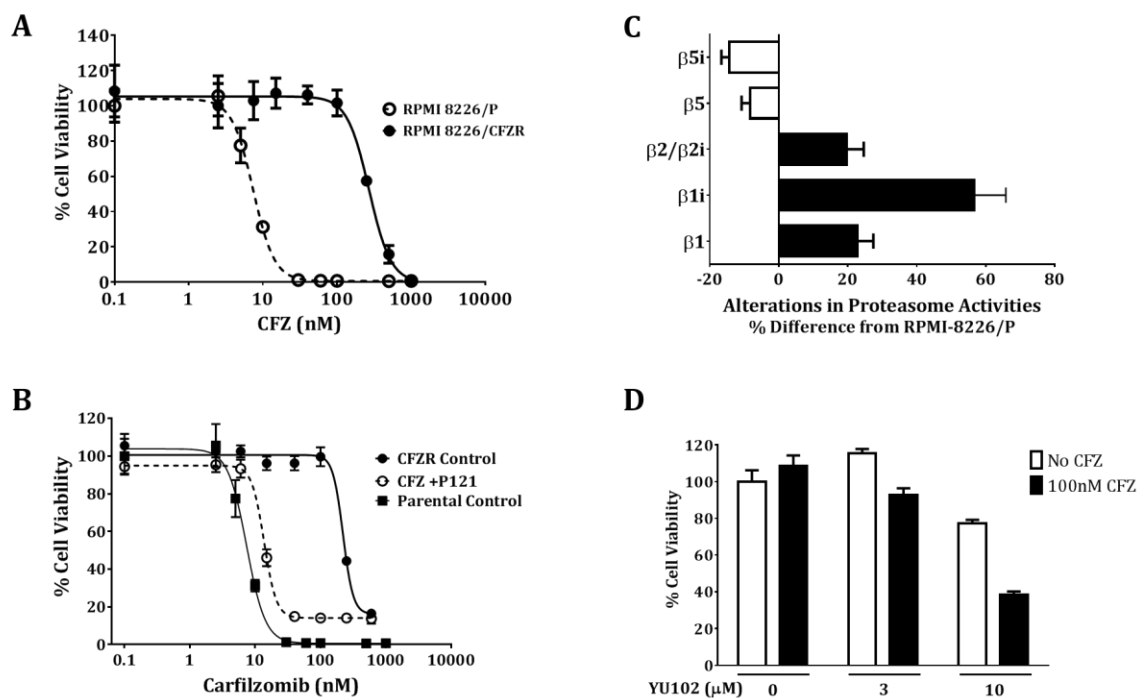 A
% Cell Viability
140
120
100
80
60
40
20
0
0.1 1 10 100 1000 10000
CFZ (nM)
RPMI 8226/P
RPMI 8226/CFZR
B
% Cell Viability
120
100
80
60
40
20
0
0.1 1 10 100 1000 10000
Carfilzomib (nM)
CFZR Control
CFZ +P121
Parental Control
C
β5i
β5
β2/β2i
β1i
β1
-20 0 20 40 60 80
Alterations in Proteasome Activities
% Difference from RPMI-8226/P
D
% Cell Viability
120
100
80
60
40
20
0
No CFZ
100nM CFZ
YU102 (μM) 0 3 10